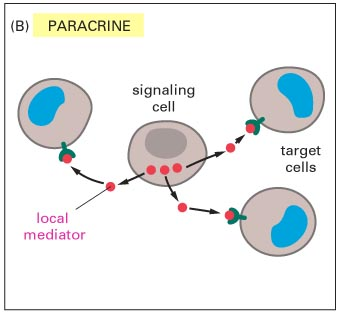 (B) PARACRINE
signaling
cell
target
cells
local
mediator